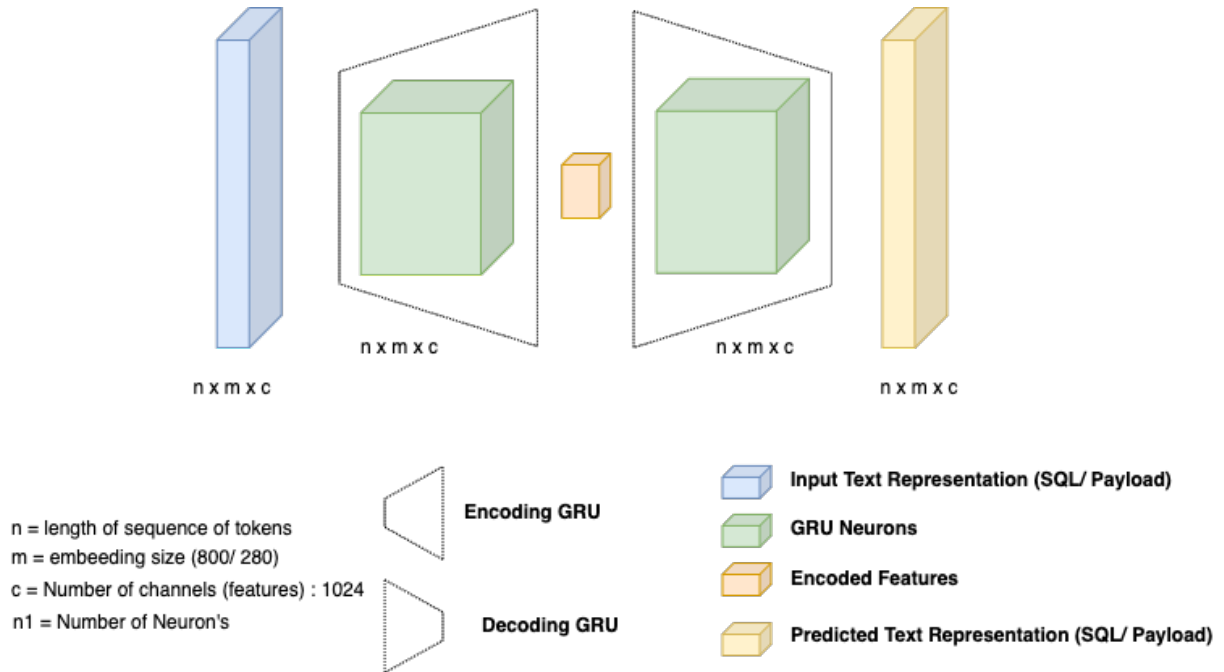 n x m x c
n x m x c
n x m x c
n x m x c
n = length of sequence of tokens
m = embeeding size (800/ 280)
c = Number of channels (features) : 1024
n1 = Number of Neuron's
Encoding GRU
Decoding GRU
Input Text Representation (SQL/ Payload)
GRU Neurons
Encoded Features
Predicted Text Representation (SQL/ Payload)